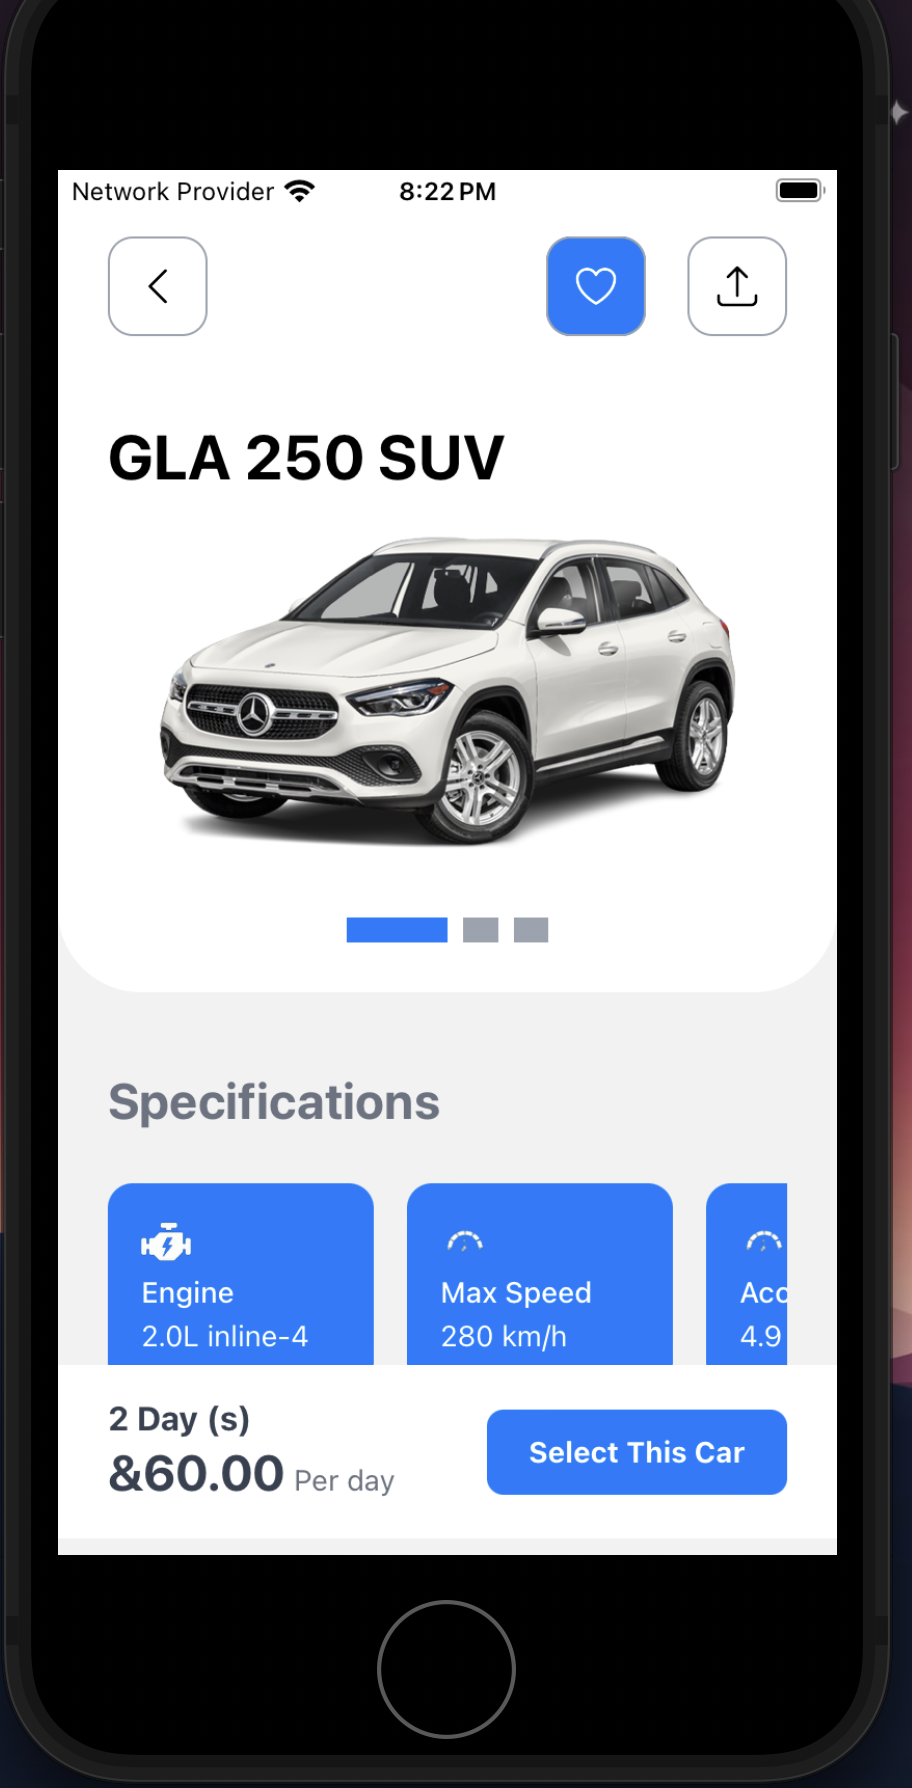 Network Provider 8:22 PM
GLA 250 SUV
Specifications
Engine
2.0L inline-4
Max Speed
280 km/h
Acc
4.9
2 Day (s)
&60.00 Per day
Select This Car